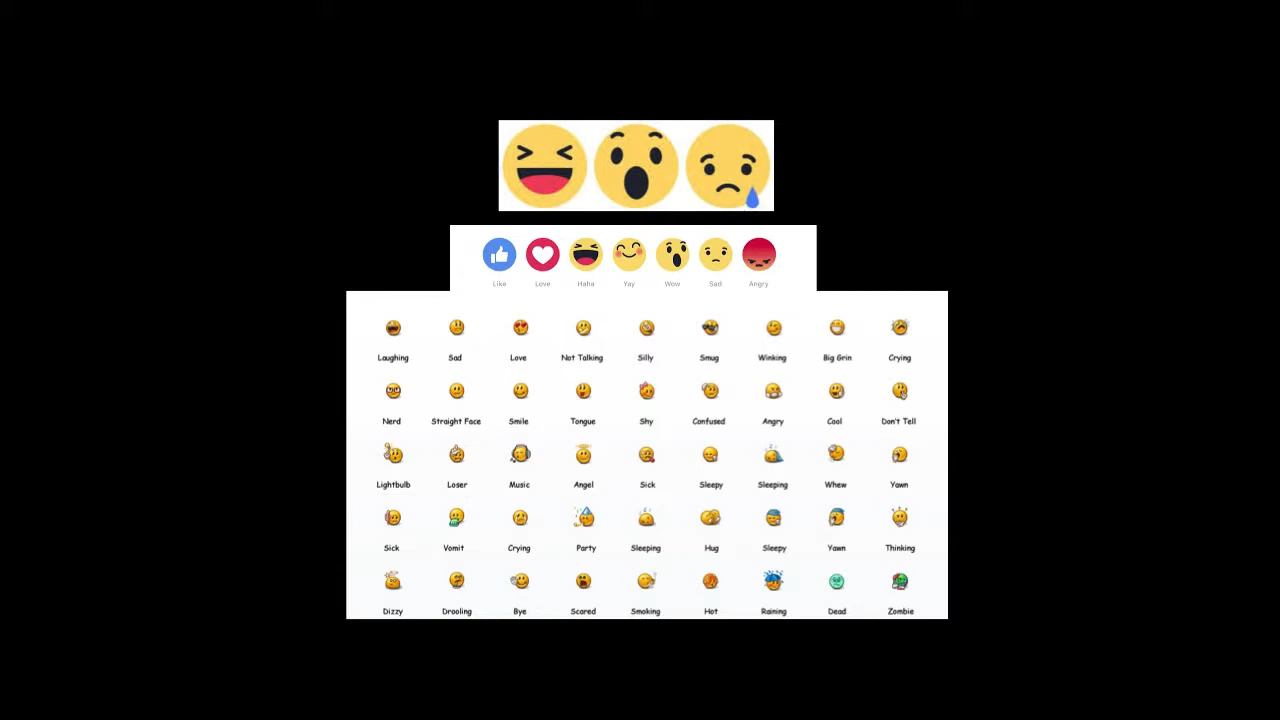 Like Love Haha Yay Wow Sad Angry
Laughing Sad Love Not Talking Silly Smug Winking Big Grin Crying
Nerd Straight Face Smile Tongue Shy Confused Angry Cool Don't Tell
Lightbulb Loser Music Angel Sick Sleepy Sleeping Whew Yawn
Sick Vomit Crying Party Sleeping Hug Sleepy Yawn Thinking
Dizzy Drooling Bye Scared Smoking Hot Raining Dead Zombie